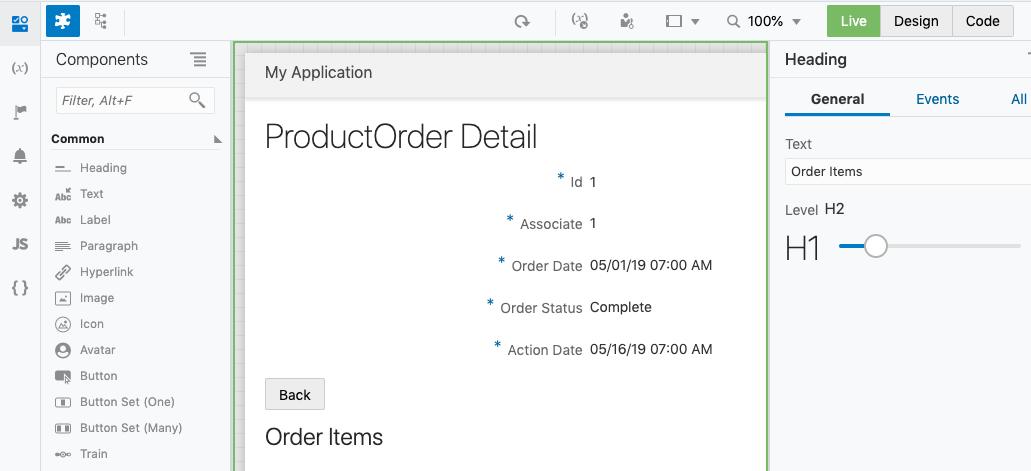 100%
Live
Design
Code
(x)
JS
{ }
Components
Filter, Alt+F
Common
Heading
Abc Text
Abc Label
Paragraph
Hyperlink
Image
Icon
Avatar
Button
Button Set (One)
Button Set (Many)
Train
My Application
ProductOrder Detail
* Id 1
* Associate 1
* Order Date 05/01/19 07:00 AM
* Order Status Complete
* Action Date 05/16/19 07:00 AM
Back
Order Items
Heading
General
Events
All
Text
Order Items
Level H2
H1